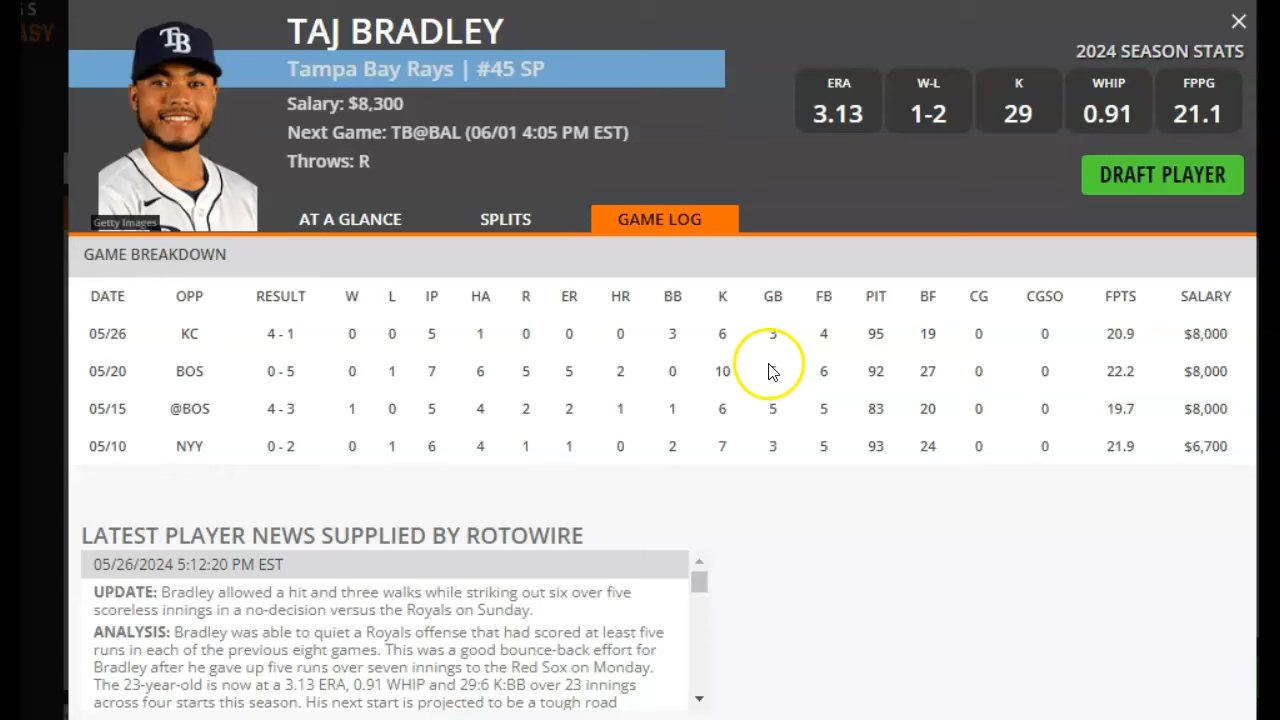 S
ASY
TB
TAJ BRADLEY
Tampa Bay Rays | #45 SP
Salary: $8,300
Next Game: TB@BAL (06/01 4:05 PM EST)
Throws: R
Getty Images
2024 SEASON STATS
ERA W-L K WHIP FPPG
3.13 1-2 29 0.91 21.1
DRAFT PLAYER
AT A GLANCE SPLITS GAME LOG
GAME BREAKDOWN
DATE OPP RESULT W L IP HA R ER HR BB K GB FB PIT BF CG CGSO FPTS SALARY
05/26 KC 4 - 1 0 0 5 1 0 0 0 3 6 3 4 95 19 0 0 20.9 $8,000
05/20 BOS 0 - 5 0 1 7 6 5 5 2 0 10 6 92 27 0 0 22.2 $8,000
05/15 @BOS 4 - 3 1 0 5 4 2 2 1 1 6 5 5 83 20 0 0 19.7 $8,000
05/10 NYY 0 - 2 0 1 6 4 1 1 0 2 7 3 5 93 24 0 0 21.9 $6,700
LATEST PLAYER NEWS SUPPLIED BY ROTOWIRE
05/26/2024 5:12:20 PM EST
UPDATE: Bradley allowed a hit and three walks while striking out six over five
scoreless innings in a no-decision versus the Royals on Sunday.
ANALYSIS: Bradley was able to quiet a Royals offense that had scored at least five
runs in each of the previous eight games. This was a good bounce-back effort for
Bradley after he gave up five runs over seven innings to the Red Sox on Monday.
The 23-year-old is now at a 3.13 ERA, 0.91 WHIP and 29:6 K:BB over 23 innings
across four starts this season. His next start is projected to be a tough road